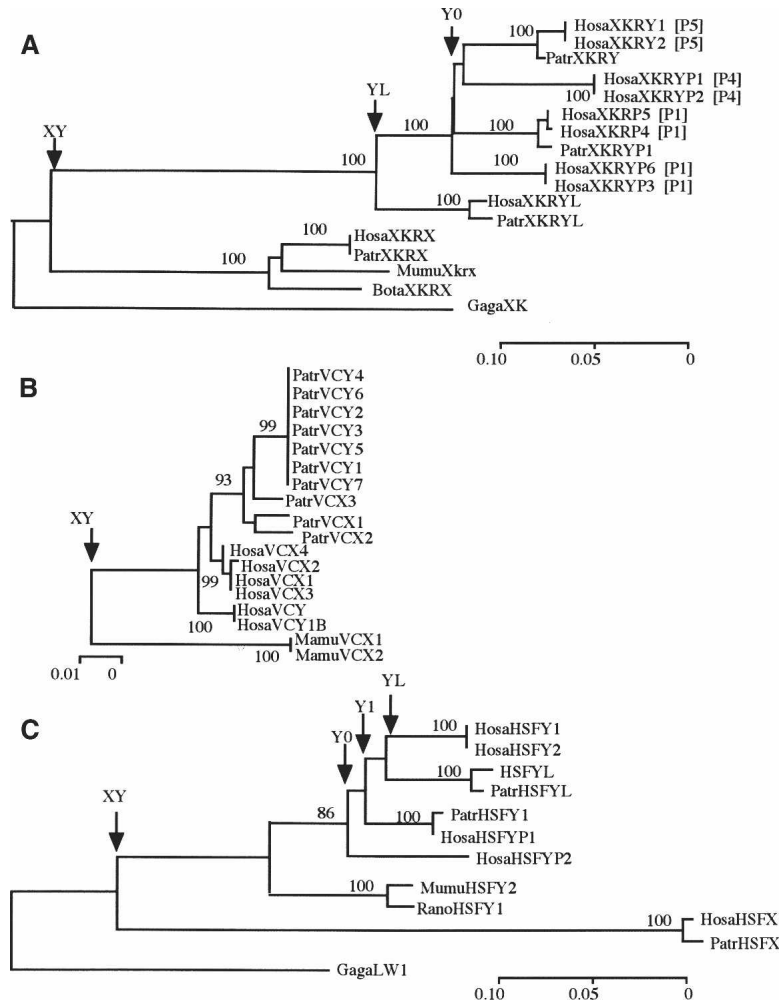 A
Y0
100
HosaXKRY1 [P5]
HosaXKRY2 [P5]
PatrXKRY
HosaXKRYP1 [P4]
100
HosaXKRYP2 [P4]
YL
100
100
HosaXKRP5 [P1]
HosaXKRP4 [P1]
PatrXKRYP1
XY
100
100
HosaXKRYP6 [P1]
HosaXKRYP3 [P1]
100
HosaXKRYL
PatrXKRYL
100
HosaXKRX
PatrXKRX
100
MumuXkrx
BotaXKRX
GagaXK
0.10 0.05 0
B
PatrVCY4
PatrVCY6
PatrVCY2
99
PatrVCY3
PatrVCY5
PatrVCY1
93
PatrVCY7
PatrVCX3
XY
PatrVCX1
PatrVCX2
HosaVCX4
HosaVCX2
99
HosaVCX1
HosaVCX3
HosaVCY
100
HosaVCY1B
MamuVCX1
100
MamuVCX2
0.01 0
C
YL
Y1
Y0
100
HosaHSFY1
HosaHSFY2
100
HSFYL
PatrHSFYL
XY
86
100
PatrHSFY1
HosaHSFYP1
HosaHSFYP2
100
MumuHSFY2
RanoHSFY1
100
HosaHSFX
PatrHSFX
GagaLW1
0.10 0.05 0